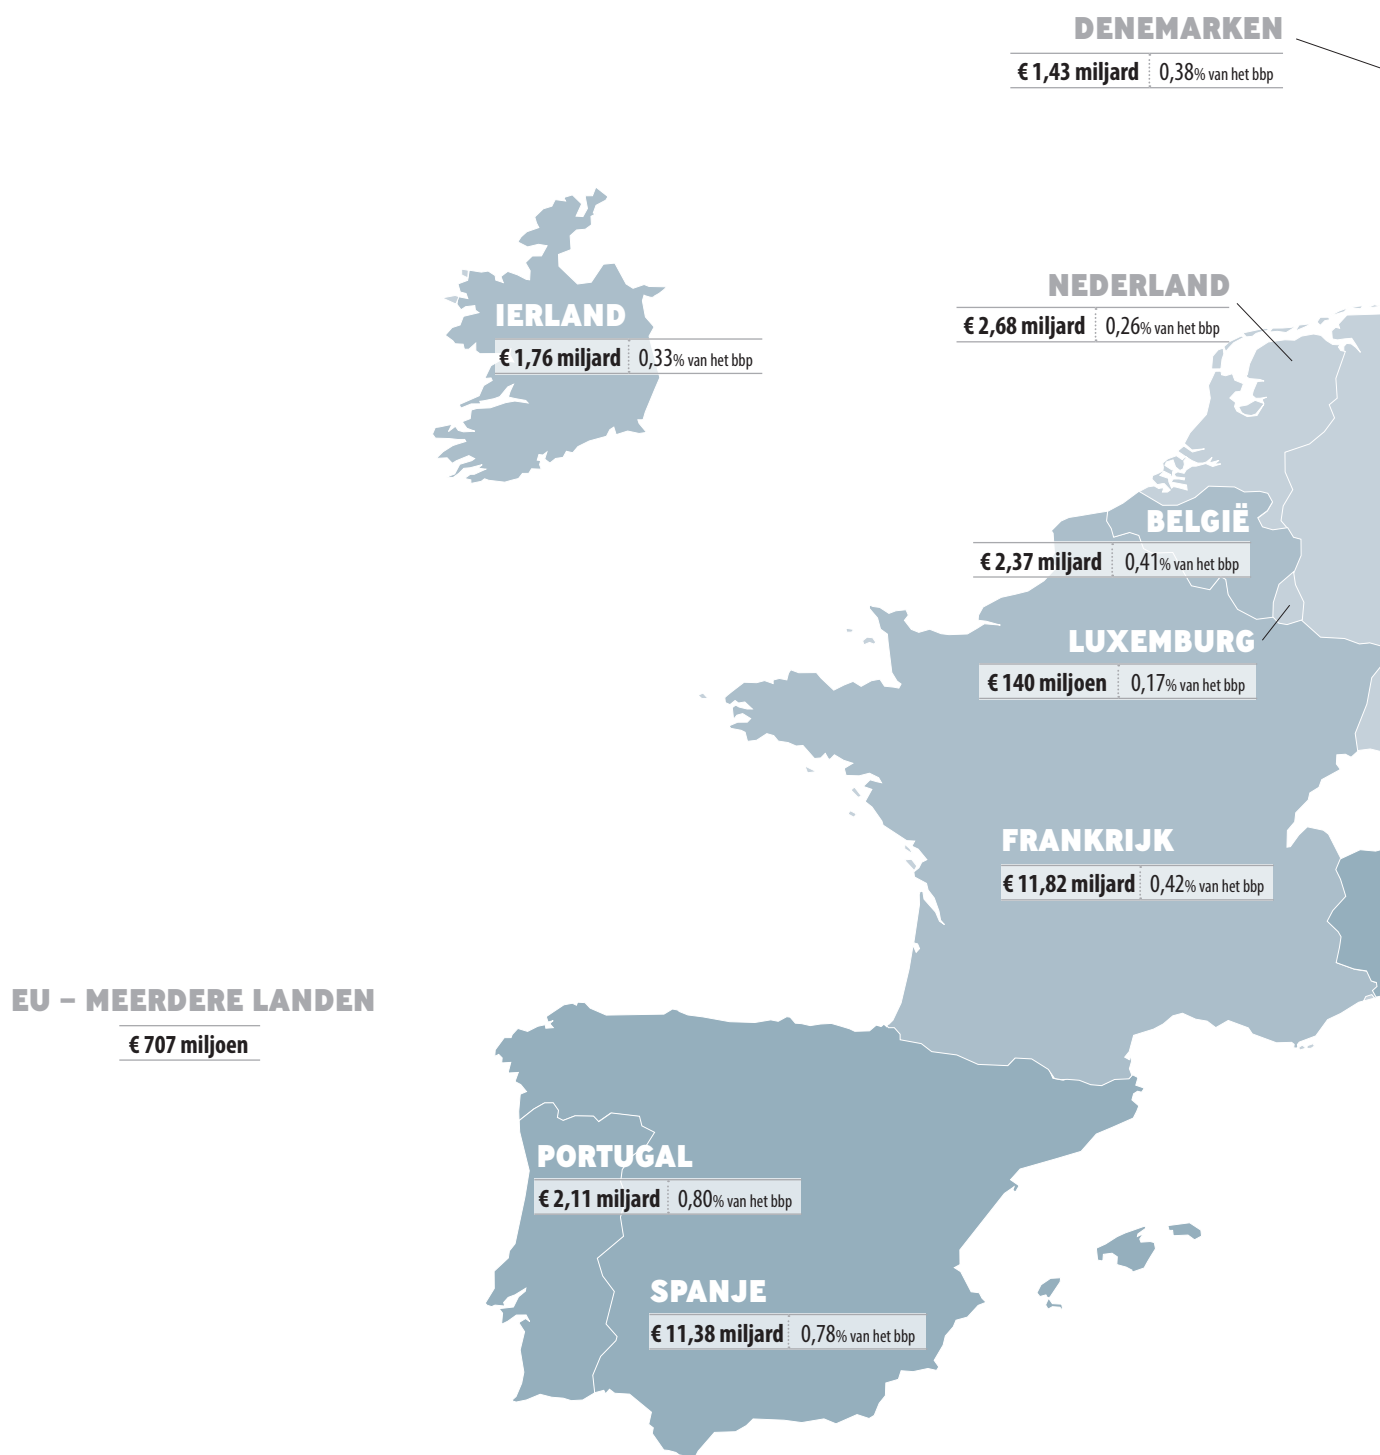 DENEMARKEN
€ 1,43 miljard 0,38% van het bbp
NEDERLAND
€ 2,68 miljard 0,26% van het bbp
IERLAND
€ 1,76 miljard 0,33% van het bbp
BELGIË
€ 2,37 miljard 0,41% van het bbp
LUXEMBURG
€ 140 miljoen 0,17% van het bbp
FRANKRIJK
€ 11,82 miljard 0,42% van het bbp
EU – MEERDERE LANDEN
€ 707 miljoen
PORTUGAL
€ 2,11 miljard 0,80% van het bbp
SPANJE
€ 11,38 miljard 0,78% van het bbp